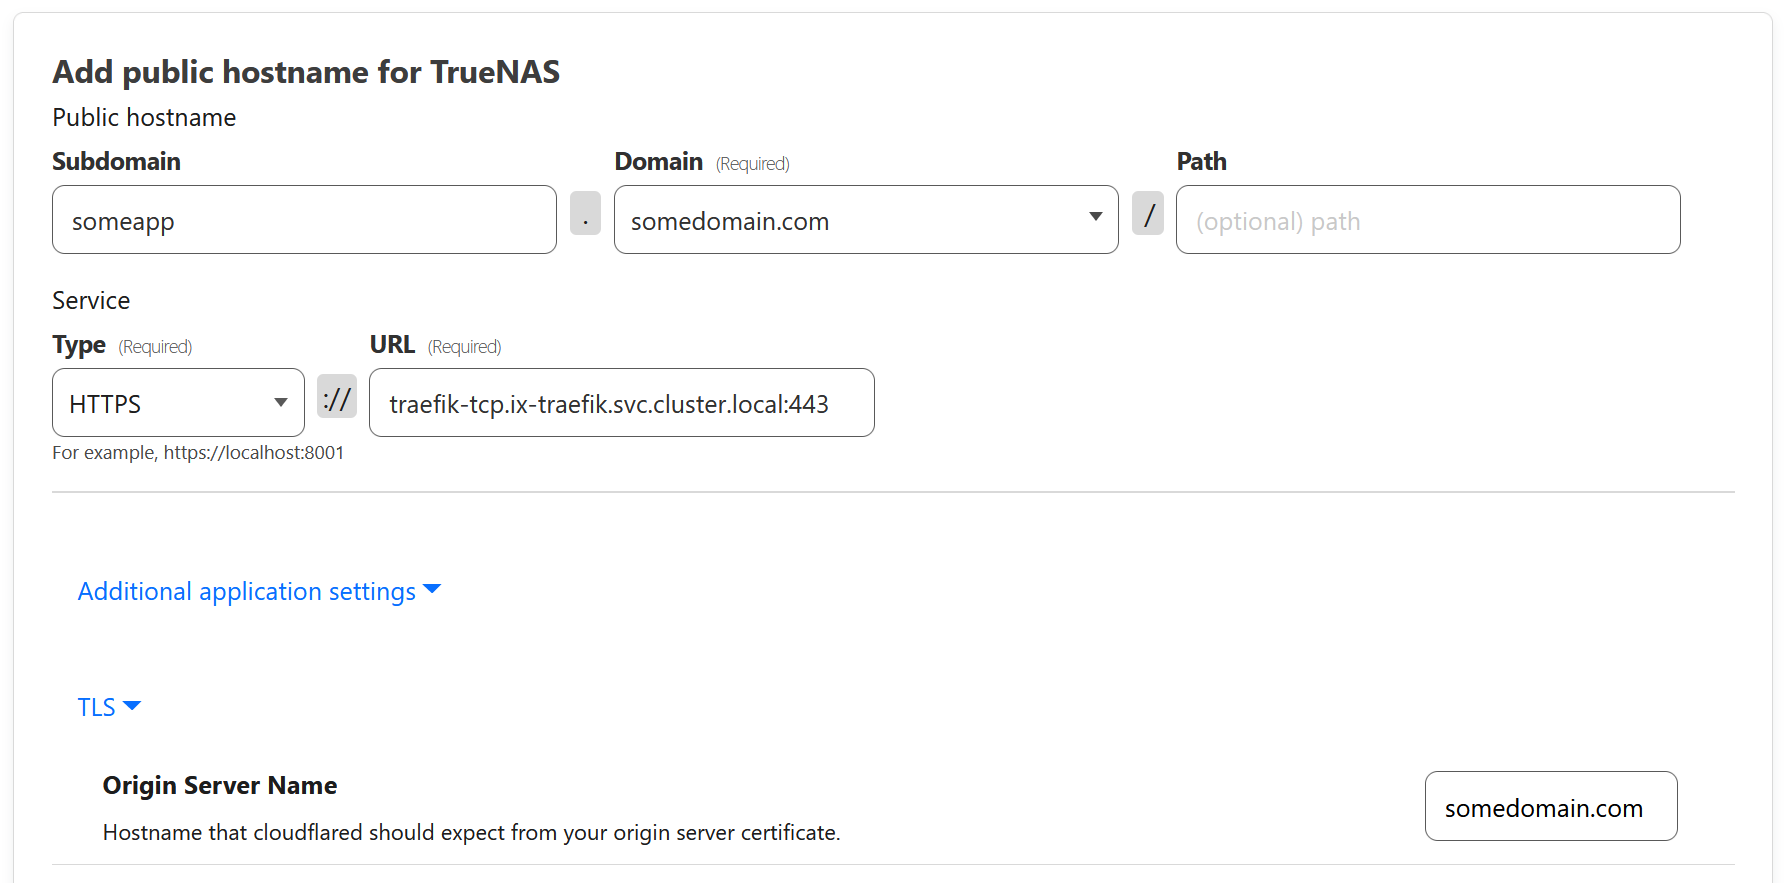 Add public hostname for TrueNAS
Public hostname
Subdomain Domain (Required) Path
someapp . somedomain.com / (optional) path
Service
Type (Required) URL (Required)
HTTPS :// traefik-tcp.ix-traefik.svc.cluster.local:443
For example, https://localhost:8001
Additional application settings
TLS
Origin Server Name
somedomain.com
Hostname that cloudflared should expect from your origin server certificate.